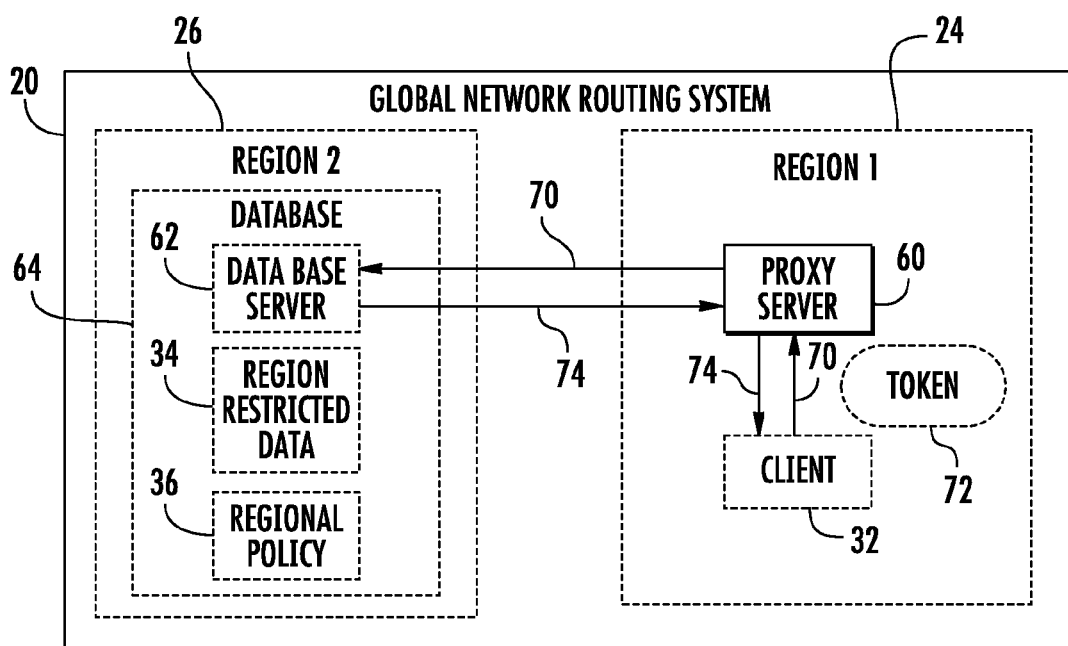 26
24
20
GLOBAL NETWORK ROUTING SYSTEM
REGION 2
REGION 1
DATABASE
62
64
DATA BASE
SERVER
70
PROXY
SERVER
60
74
34
REGION
RESTRICTED
DATA
74
70
TOKEN
72
CLIENT
32
36
REGIONAL
POLICY